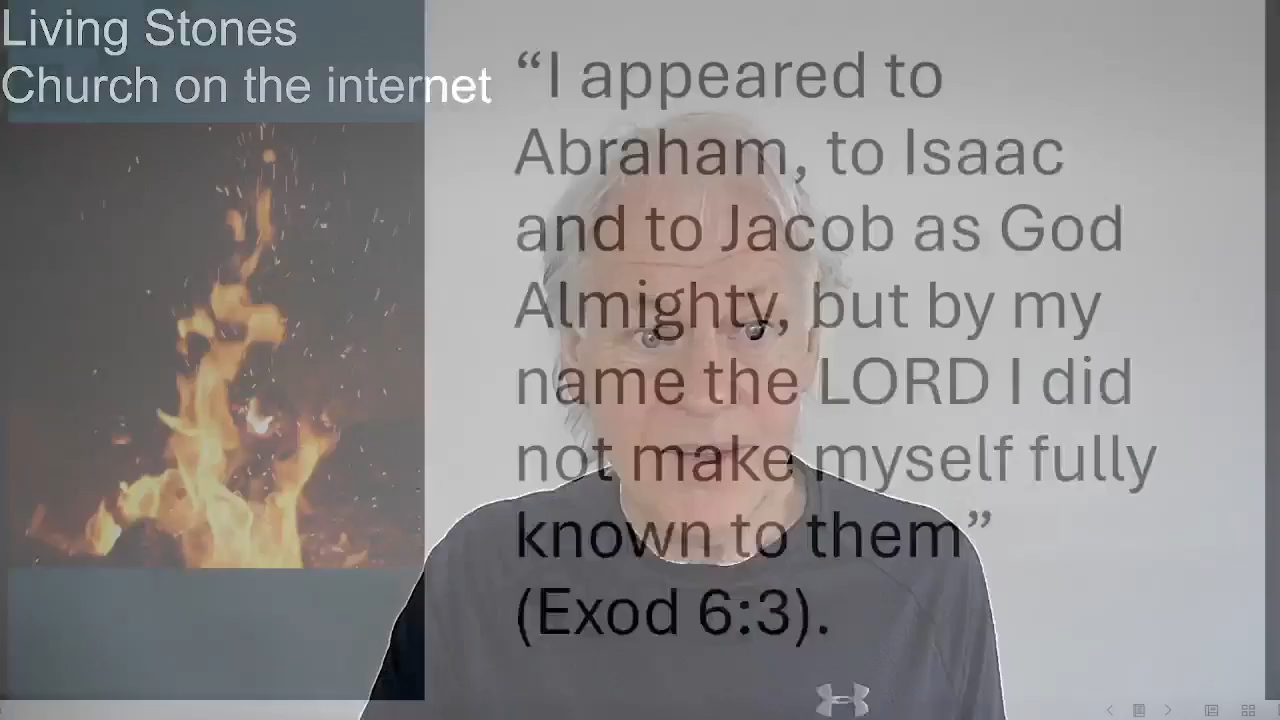 Living Stones
Church on the internet
“I appeared to
Abraham, to Isaac
and to Jacob as God
Almighty, but by my
name the LORD I did
not make myself fully
known to them”
(Exod 6:3).